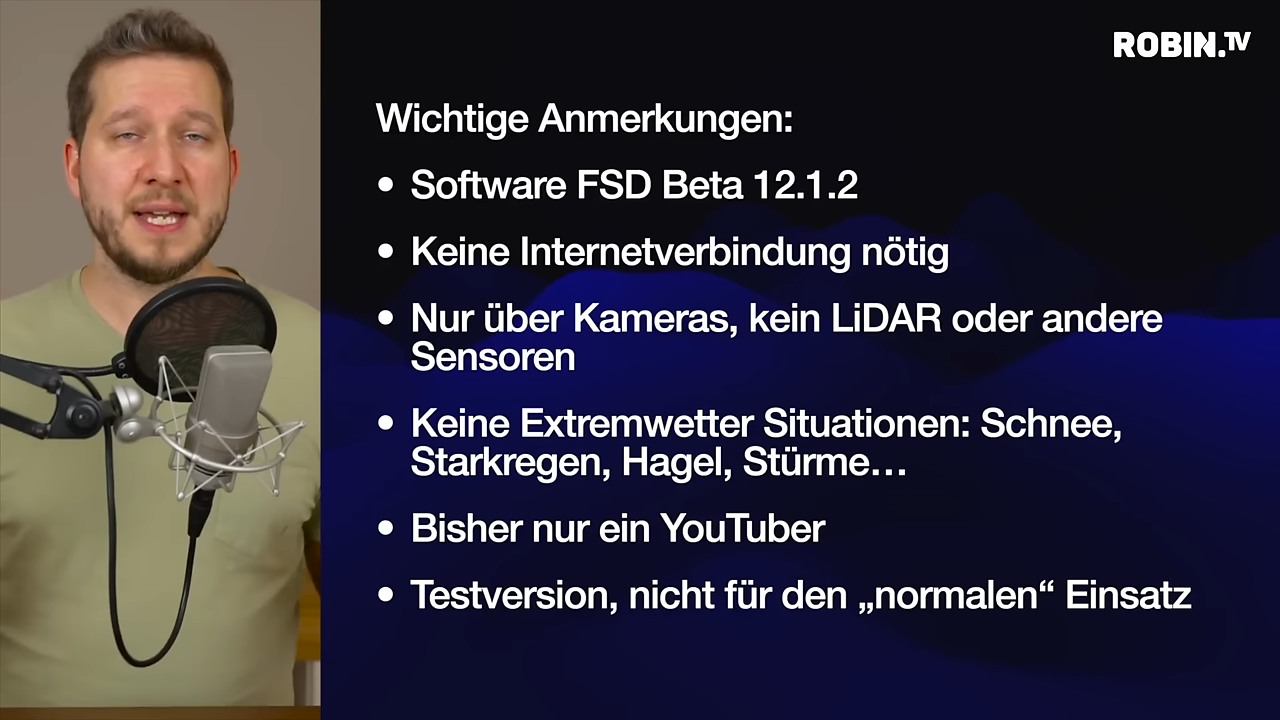 ROBIN.TV
Wichtige Anmerkungen:
• Software FSD Beta 12.1.2
• Keine Internetverbindung nötig
• Nur über Kameras, kein LiDAR oder andere
Sensoren
• Keine Extremwetter Situationen: Schnee,
Starkregen, Hagel, Stürme…
• Bisher nur ein YouTuber
• Testversion, nicht für den „normalen“ Einsatz